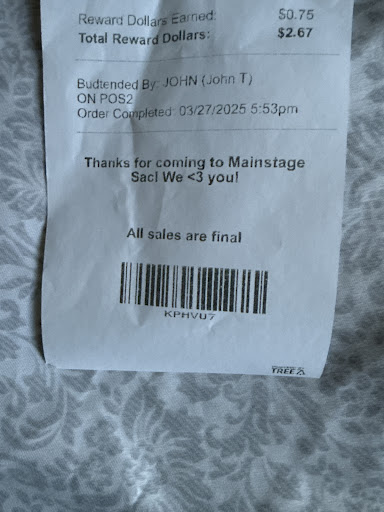 Reward Dollars Earned: $0.75
Total Reward Dollars: $2.67
Budtended By: JOHN (John T)
ON POS2
Order Completed: 03/27/2025 5:53pm
Thanks for coming to Mainstage
Sac! We <3 you!
All sales are final
KPHVU7
TREEZ